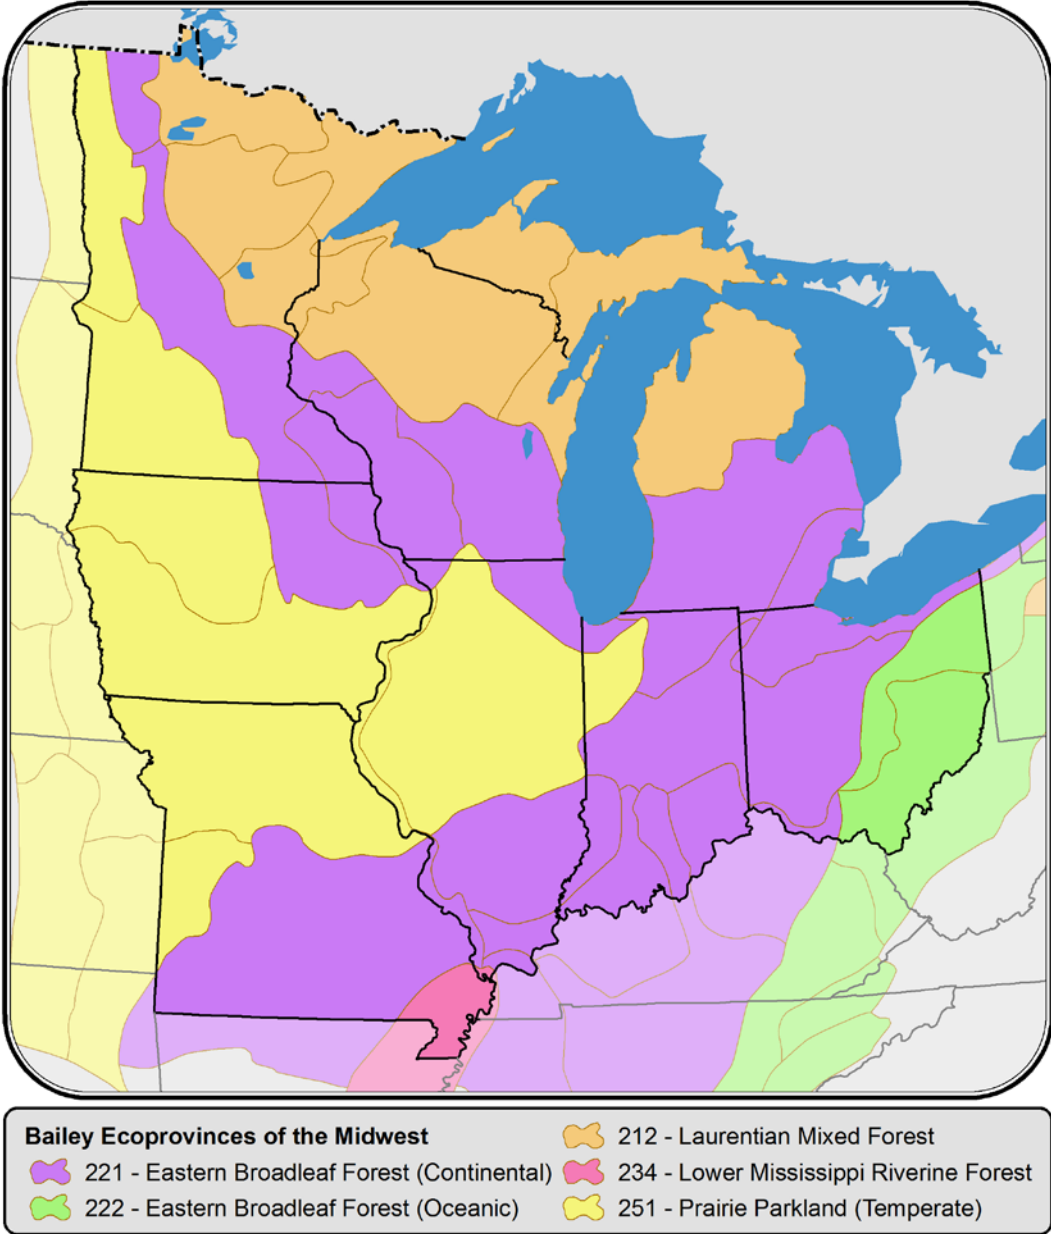 Bailey Ecoprovinces of the Midwest
221 - Eastern Broadleaf Forest (Continental)
222 - Eastern Broadleaf Forest (Oceanic)
212 - Laurentian Mixed Forest
234 - Lower Mississippi Riverine Forest
251 - Prairie Parkland (Temperate)